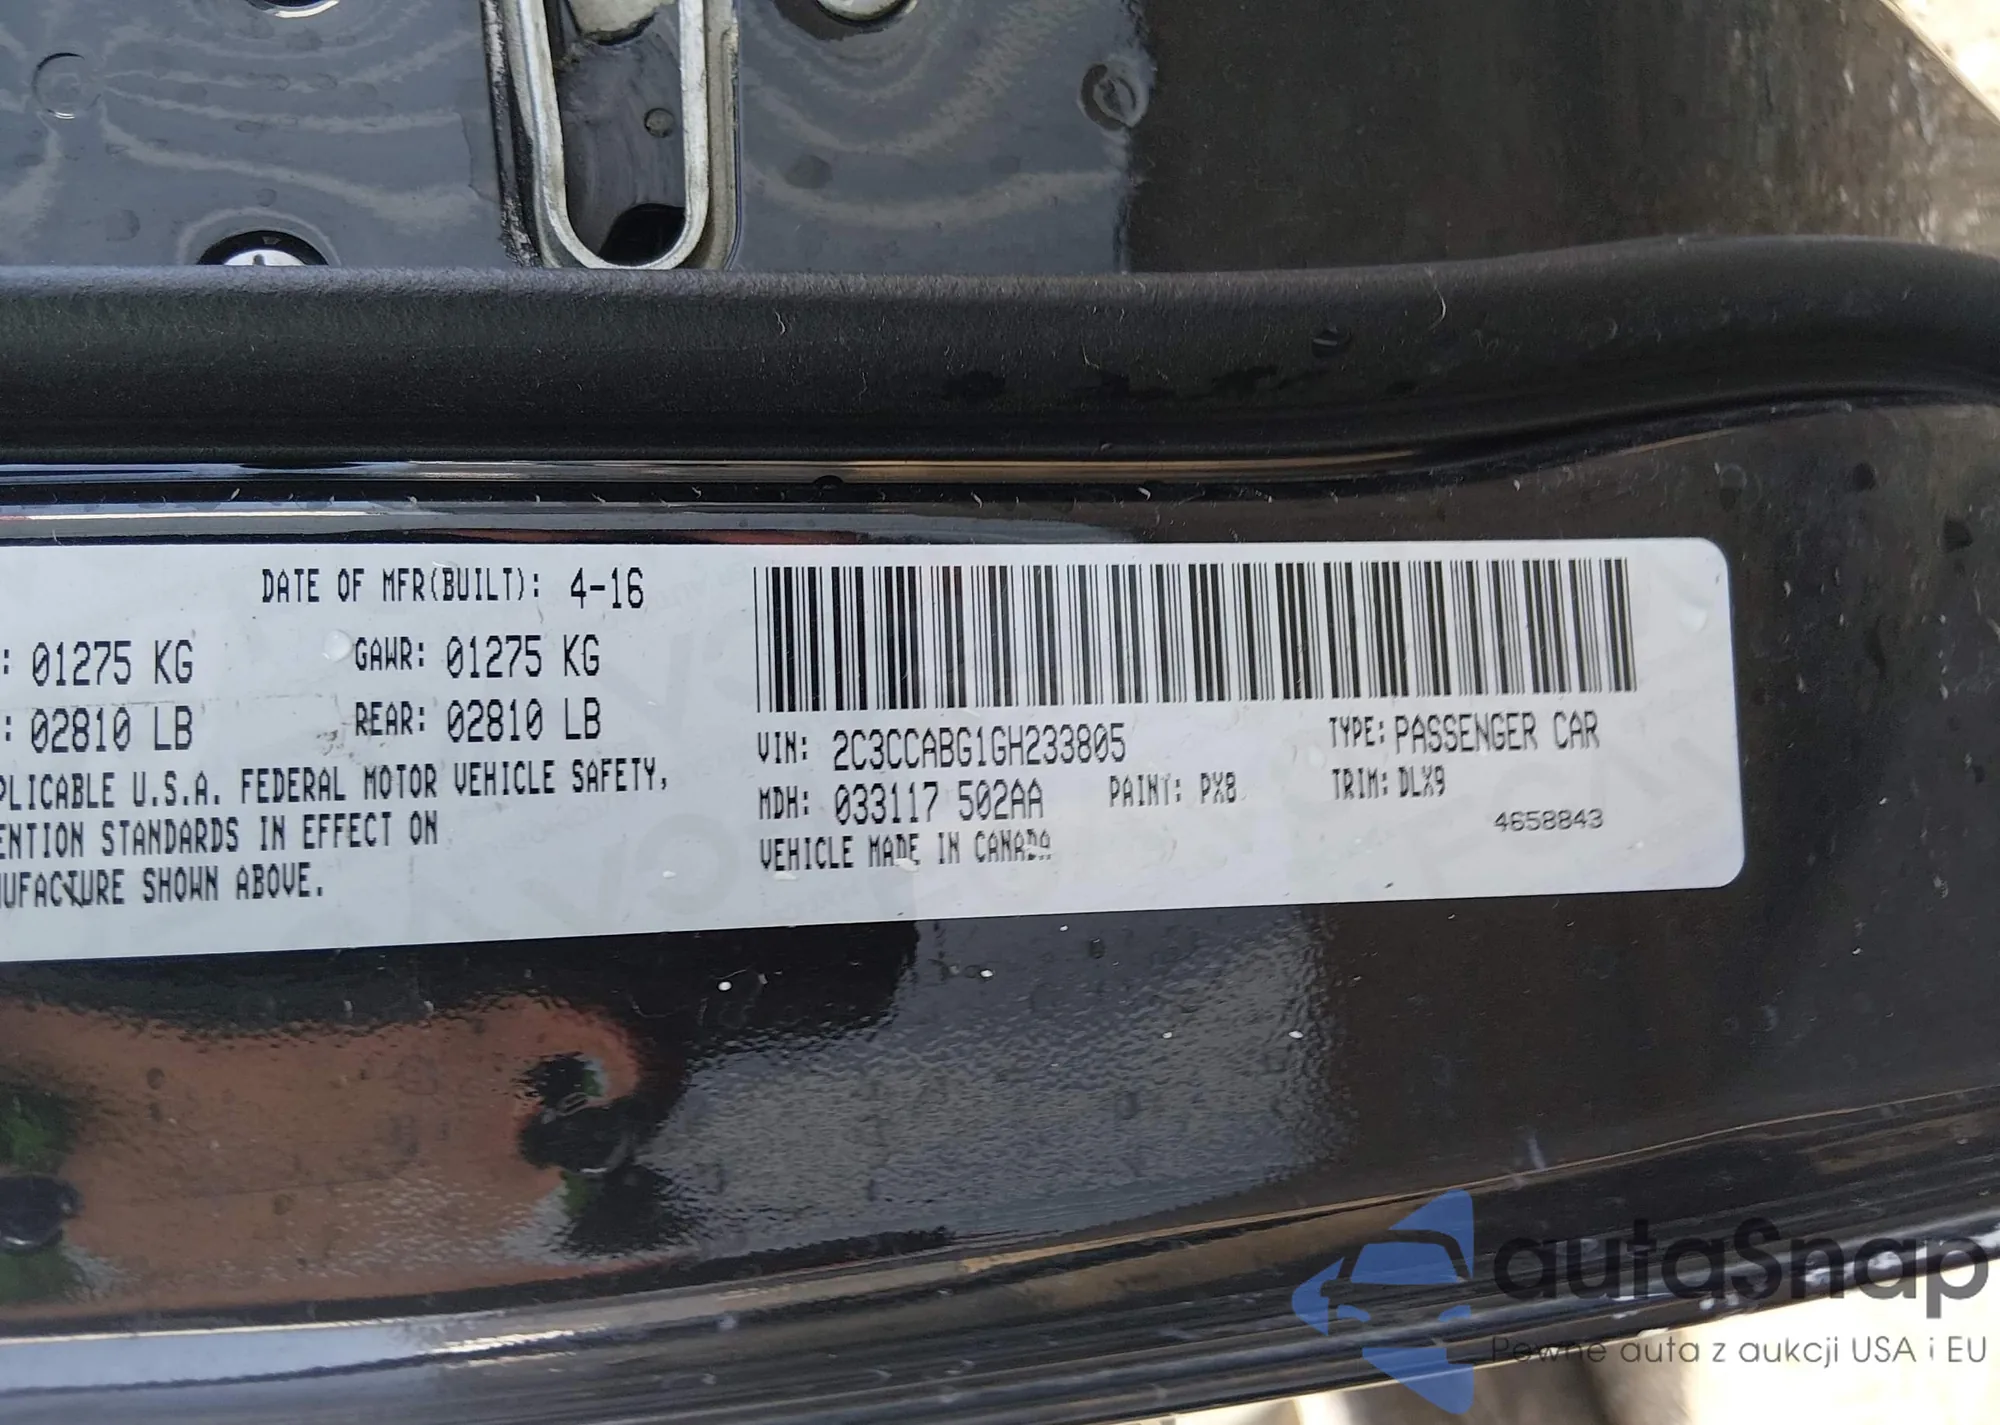 DATE OF MFR(BUILT): 4-16
: 01275 KG GAWR: 01275 KG
: 02810 LB REAR: 02810 LB
PLICABLE U.S.A. FEDERAL MOTOR VEHICLE SAFETY,
ENTION STANDARDS IN EFFECT ON
NUFACTURE SHOWN ABOVE.
VIN: 2C3CCABG1GH233805 TYPE: PASSENGER CAR
MDH: 033117 502AA PAINT: PX8 TRIM: DLX9
VEHICLE MADE IN CANADA 4658843
autaSnap
Pewne auta z aukcji USA i EU